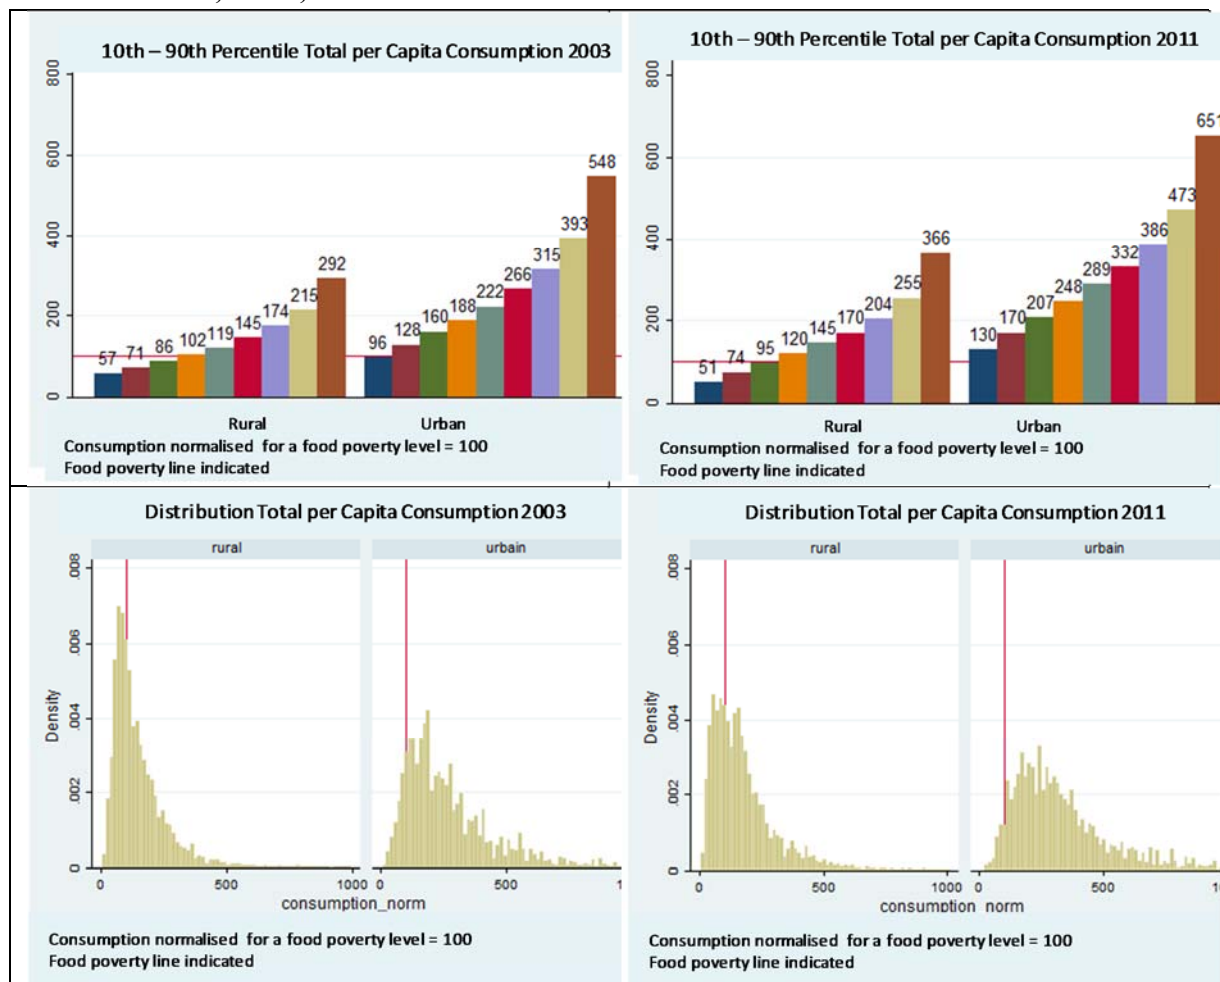 10th – 90th Percentile Total per Capita Consumption 2003
800
600
400
200
0
57 71 86 102 119 145 174 215 292
96 128 160 188 222 266 315 393 548
Rural Urban
Consumption normalised for a food poverty level = 100
Food poverty line indicated
10th – 90th Percentile Total per Capita Consumption 2011
800
600
400
200
0
51 74 95 120 145 170 204 255 366
130 170 207 248 289 332 386 473 651
Rural Urban
Consumption normalised for a food poverty level = 100
Food poverty line indicated
Distribution Total per Capita Consumption 2003
rural urbain
Density
.008
.006
.004
.002
0
0 500 1000 0 500
consumption_norm
Consumption normalised for a food poverty level = 100
Food poverty line indicated
Distribution Total per Capita Consumption 2011
rural urbain
Density
.008
.006
.004
.002
0
0 500 1000 0 500
consumption_norm
Consumption normalised for a food poverty level = 100
Food poverty line indicated